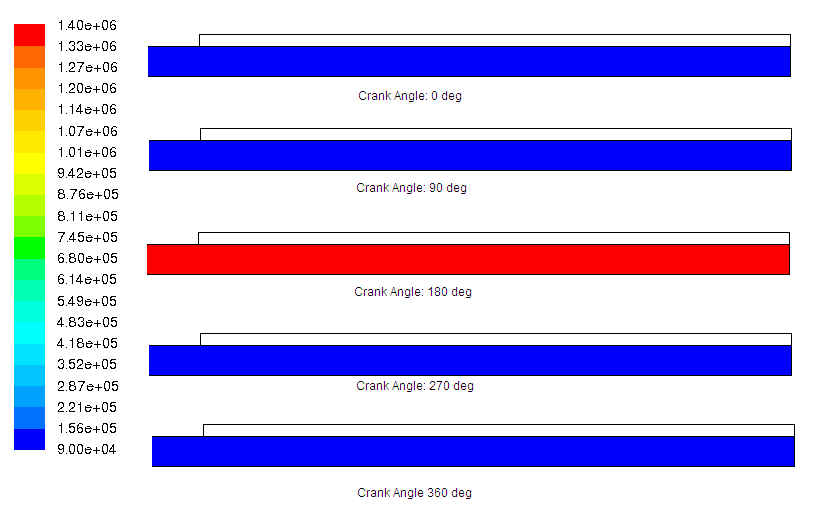 1.40e+06
1.33e+06
1.27e+06
1.20e+06
1.14e+06
1.07e+06
1.01e+06
9.42e+05
8.76e+05
8.11e+05
7.45e+05
6.80e+05
6.14e+05
5.49e+05
4.83e+05
4.18e+05
3.52e+05
2.87e+05
2.21e+05
1.56e+05
9.00e+04
Crank Angle: 0 deg
Crank Angle: 90 deg
Crank Angle: 180 deg
Crank Angle: 270 deg
Crank Angle 360 deg